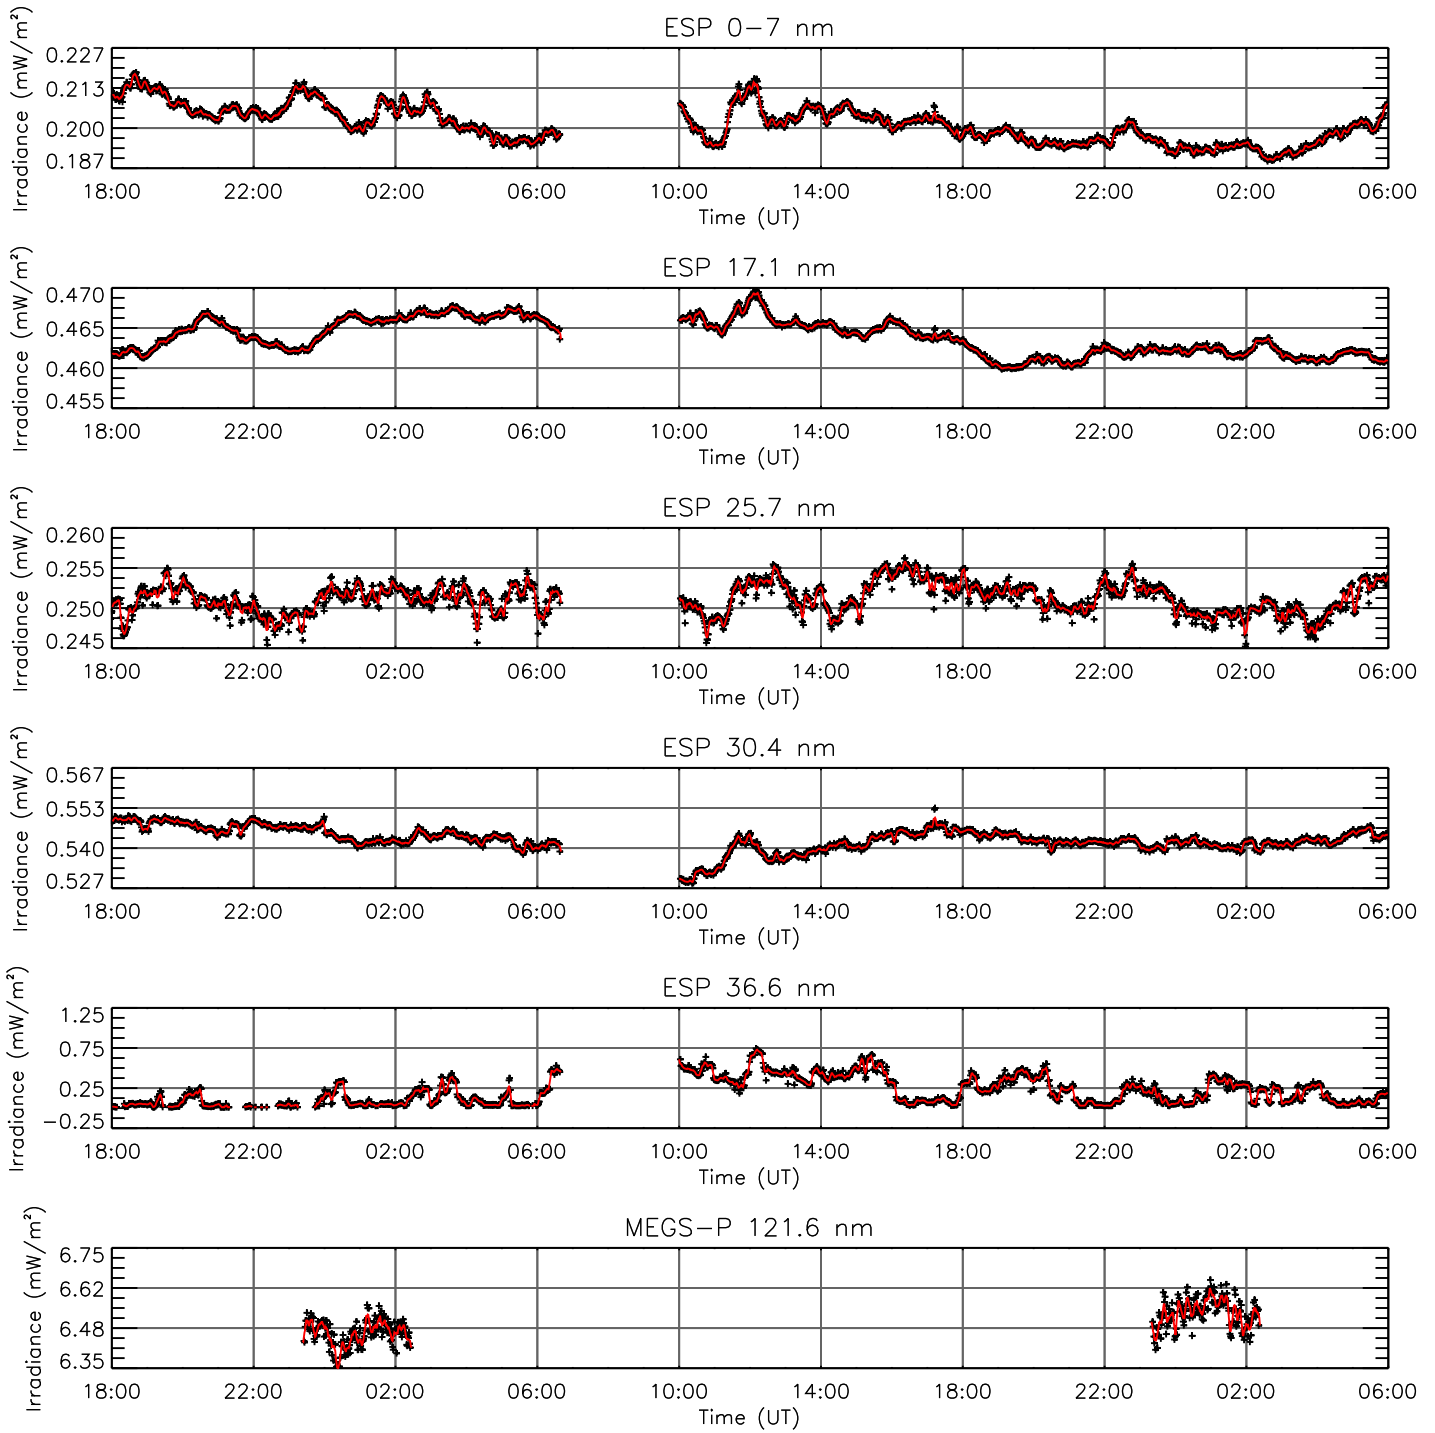 ESP 0−7 nm
Irradiance (mW/m²)
0.227
0.213
0.200
0.187
18:00 22:00 02:00 06:00 10:00 14:00 18:00 22:00 02:00 06:00
Time (UT)
ESP 17.1 nm
Irradiance (mW/m²)
0.470
0.465
0.460
0.455
18:00 22:00 02:00 06:00 10:00 14:00 18:00 22:00 02:00 06:00
Time (UT)
ESP 25.7 nm
Irradiance (mW/m²)
0.260
0.255
0.250
0.245
18:00 22:00 02:00 06:00 10:00 14:00 18:00 22:00 02:00 06:00
Time (UT)
ESP 30.4 nm
Irradiance (mW/m²)
0.567
0.553
0.540
0.527
18:00 22:00 02:00 06:00 10:00 14:00 18:00 22:00 02:00 06:00
Time (UT)
ESP 36.6 nm
Irradiance (mW/m²)
1.25
0.75
0.25
−0.25
18:00 22:00 02:00 06:00 10:00 14:00 18:00 22:00 02:00 06:00
Time (UT)
MEGS−P 121.6 nm
Irradiance (mW/m²)
6.75
6.62
6.48
6.35
18:00 22:00 02:00 06:00 10:00 14:00 18:00 22:00 02:00 06:00
Time (UT)